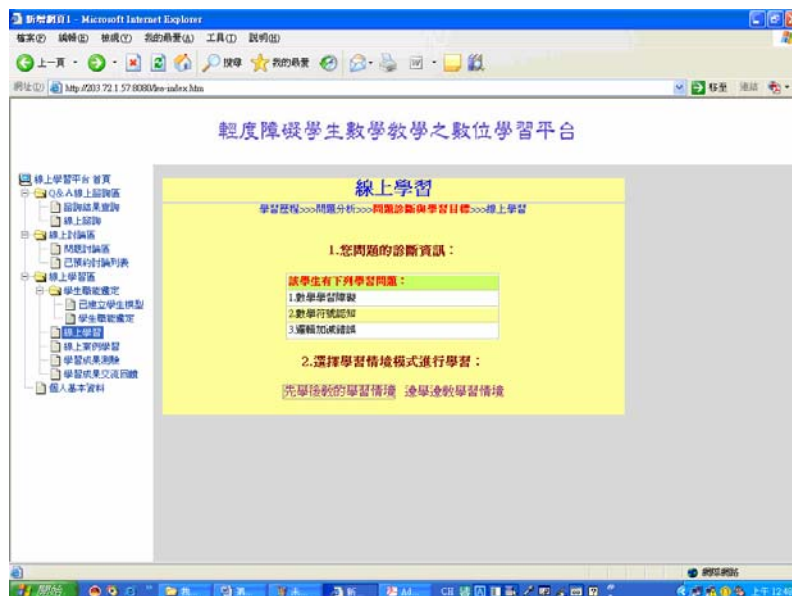 新增網頁1 - Microsoft Internet Explorer
檔案(F) 編輯(E) 檢視(V) 我的最愛(A) 工具(T) 說明(H)
上一頁 搜尋 我的最愛
網址(D) http://203.72.1.57:8080/lea-index.htm 移至 連結
輕度障礙學生數學教學之數位學習平台
線上學習平台 首頁
Q&A線上諮詢區
諮詢結果查詢
線上諮詢
線上討論區
問題討論區
已預約討論列表
線上學習區
學生職能鑑定
已建立學生模型
學生職能鑑定
線上學習
線上案例學習
學習成果測驗
學習成果交流回饋
個人基本資料
線上學習
學習歷程>>>問題分析>>>問題診斷與學習目標>>>線上學習
1.您問題的診斷資訊：
該學生有下列學習問題：
1.數學學習障礙
2.數學符號認知
3.邏輯加減錯誤
2.選擇學習情境模式進行學習：
先學後教的學習情境 邊學邊教學習情境
網際網路
開始
上午 12:4